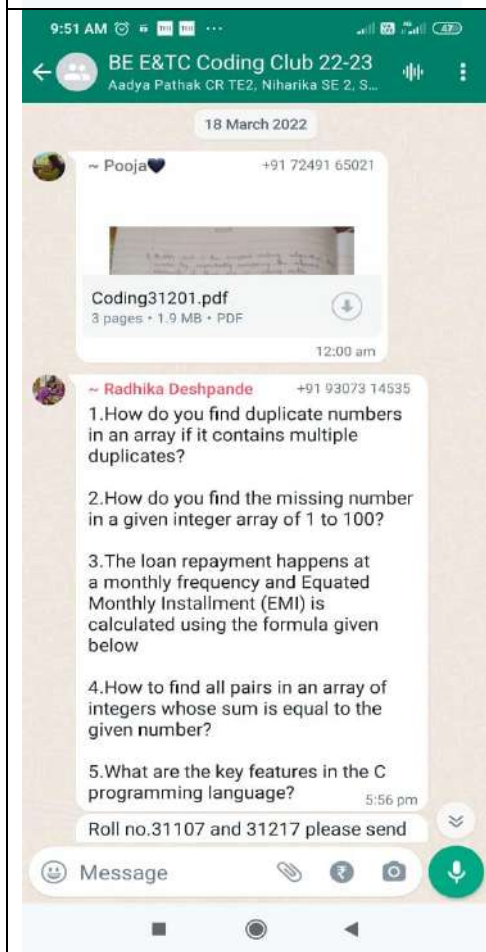 9:51 AM
47
BE E&TC Coding Club 22-23
Aadya Pathak CR TE2, Niharika SE 2, S...
18 March 2022
~ Pooja🖤 +91 72491 65021
Coding31201.pdf
3 pages • 1.9 MB • PDF
12:00 am
~ Radhika Deshpande +91 93073 14535
1.How do you find duplicate numbers
in an array if it contains multiple
duplicates?
2.How do you find the missing number
in a given integer array of 1 to 100?
3.The loan repayment happens at
a monthly frequency and Equated
Monthly Installment (EMI) is
calculated using the formula given
below
4.How to find all pairs in an array of
integers whose sum is equal to the
given number?
5.What are the key features in the C
programming language?
5:56 pm
Roll no.31107 and 31217 please send
Message